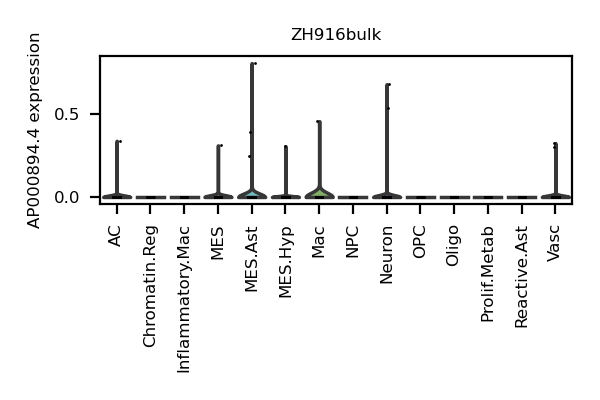 ZH916bulk
AP000894.4 expression
0.5
0.0
AC
Chromatin.Reg
Inflammatory.Mac
MES
MES.Ast
MES.Hyp
Mac
NPC
Neuron
OPC
Oligo
Prolif.Metab
Reactive.Ast
Vasc